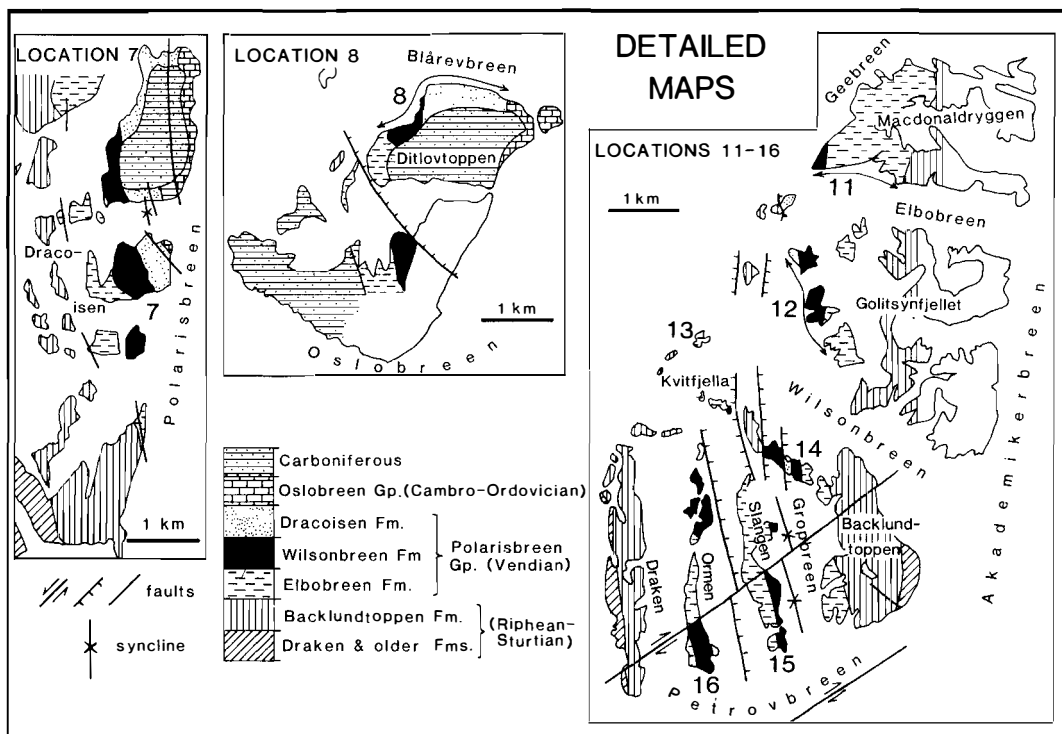 LOCATION 7
Draco-
isen
7
Polarisbreen
1 km
faults
syncline
LOCATION 8
Blårevbreen
8
Ditlovtoppen
1 km
Oslobreen
Carboniferous
Oslobreen Gp. (Cambro-Ordovician)
Dracoisen Fm.
Wilsonbreen Fm
Elbobreen Fm.
Polarisbreen
Gp. (Vendian)
Backlundtoppen Fm.
Draken & older Fms.
(Riphean-
Sturtian)
DETAILED
MAPS
LOCATIONS 11-16
1 km
Geebreen
Macdonaldryggen
11
Elbobreen
12
Golitsynfjellet
13
Kvitfjella
Wilsonbreen
14
Akademikerbreen
Slangen
Gropbreen
Backlund-
toppen
Draken
Ormen
15
16
Petrovbreen